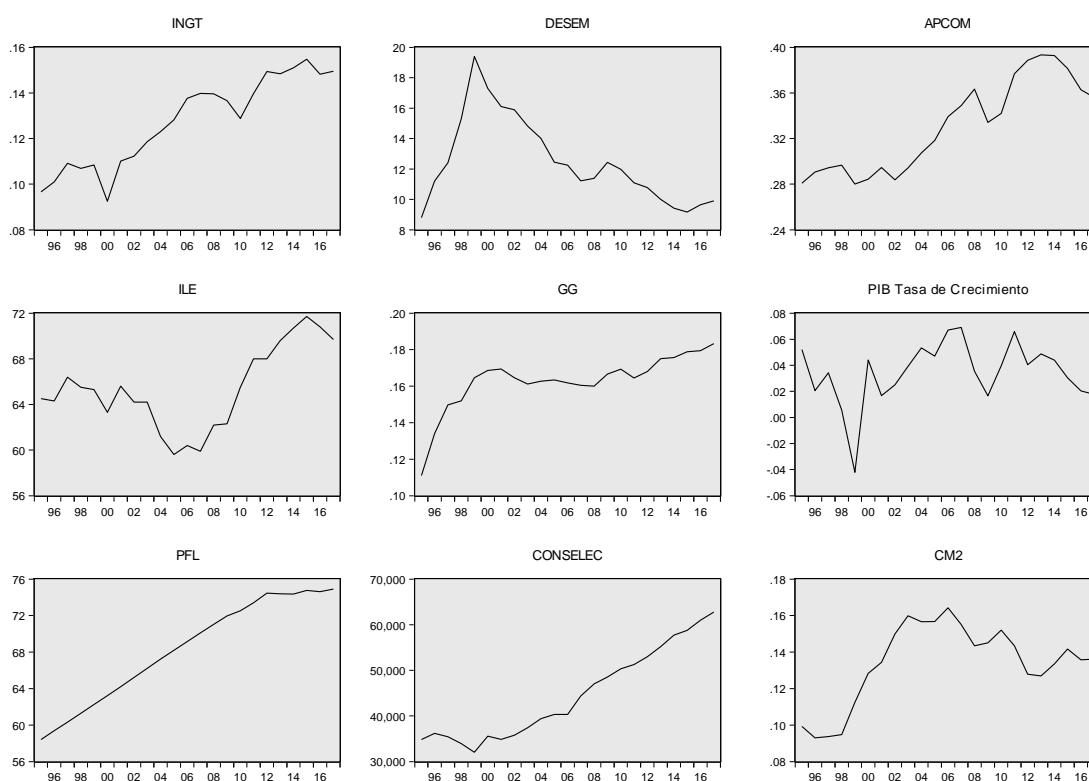 INGT
.16
.14
.12
.10
.08
96 98 00 02 04 06 08 10 12 14 16
DESEM
20
18
16
14
12
10
8
96 98 00 02 04 06 08 10 12 14 16
APCOM
.40
.36
.32
.28
.24
96 98 00 02 04 06 08 10 12 14 16
ILE
72
68
64
60
56
96 98 00 02 04 06 08 10 12 14 16
GG
.20
.18
.16
.14
.12
.10
96 98 00 02 04 06 08 10 12 14 16
PIB Tasa de Crecimiento
.08
.06
.04
.02
.00
-.02
-.04
-.06
96 98 00 02 04 06 08 10 12 14 16
PFL
76
72
68
64
60
56
96 98 00 02 04 06 08 10 12 14 16
CONSELEC
70,000
60,000
50,000
40,000
30,000
96 98 00 02 04 06 08 10 12 14 16
CM2
.18
.16
.14
.12
.10
.08
96 98 00 02 04 06 08 10 12 14 16